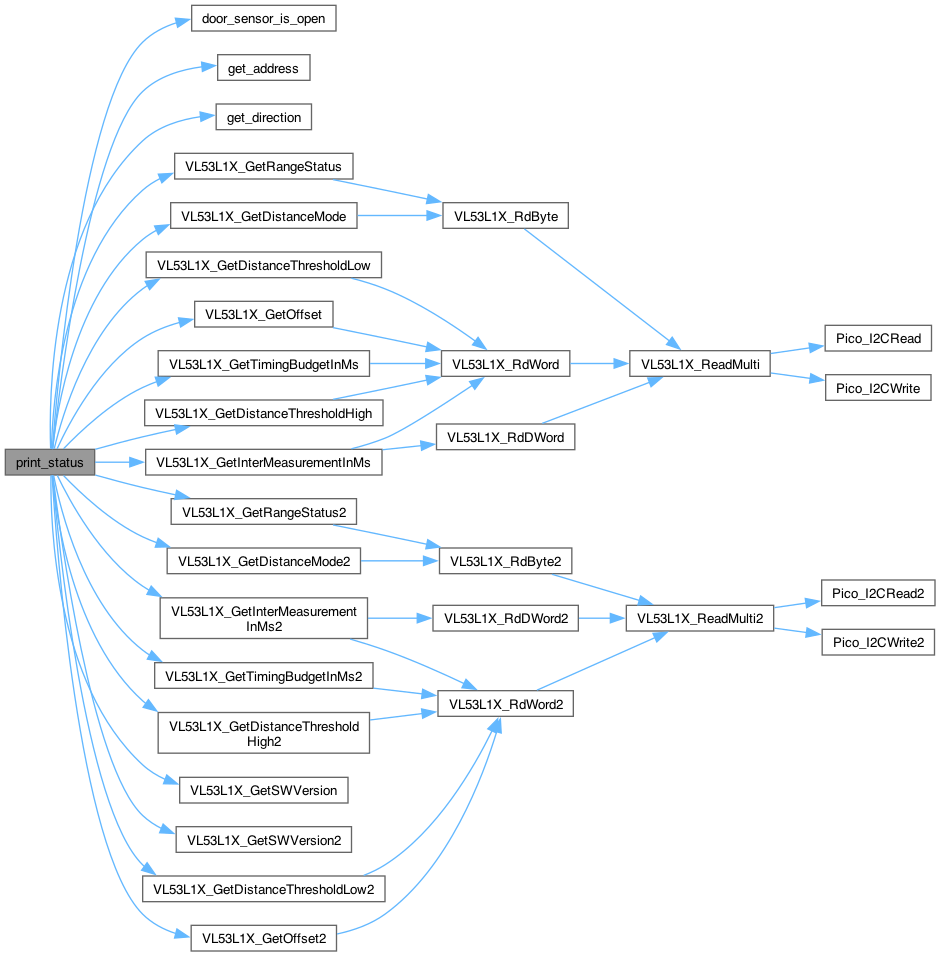 door_sensor_is_open
get_address
get_direction
VL53L1X_GetRangeStatus
VL53L1X_GetDistanceMode
VL53L1X_RdByte
VL53L1X_GetDistanceThresholdLow
VL53L1X_GetOffset
Pico_I2CRead
VL53L1X_GetTimingBudgetInMs
VL53L1X_RdWord
VL53L1X_ReadMulti
Pico_I2CWrite
VL53L1X_GetDistanceThresholdHigh
VL53L1X_RdDWord
print_status
VL53L1X_GetInterMeasurementInMs
VL53L1X_GetRangeStatus2
VL53L1X_GetDistanceMode2
VL53L1X_RdByte2
Pico_I2CRead2
VL53L1X_GetInterMeasurement
InMs2
VL53L1X_RdDWord2
VL53L1X_ReadMulti2
Pico_I2CWrite2
VL53L1X_GetTimingBudgetInMs2
VL53L1X_RdWord2
VL53L1X_GetDistanceThreshold
High2
VL53L1X_GetSWVersion
VL53L1X_GetSWVersion2
VL53L1X_GetDistanceThresholdLow2
VL53L1X_GetOffset2